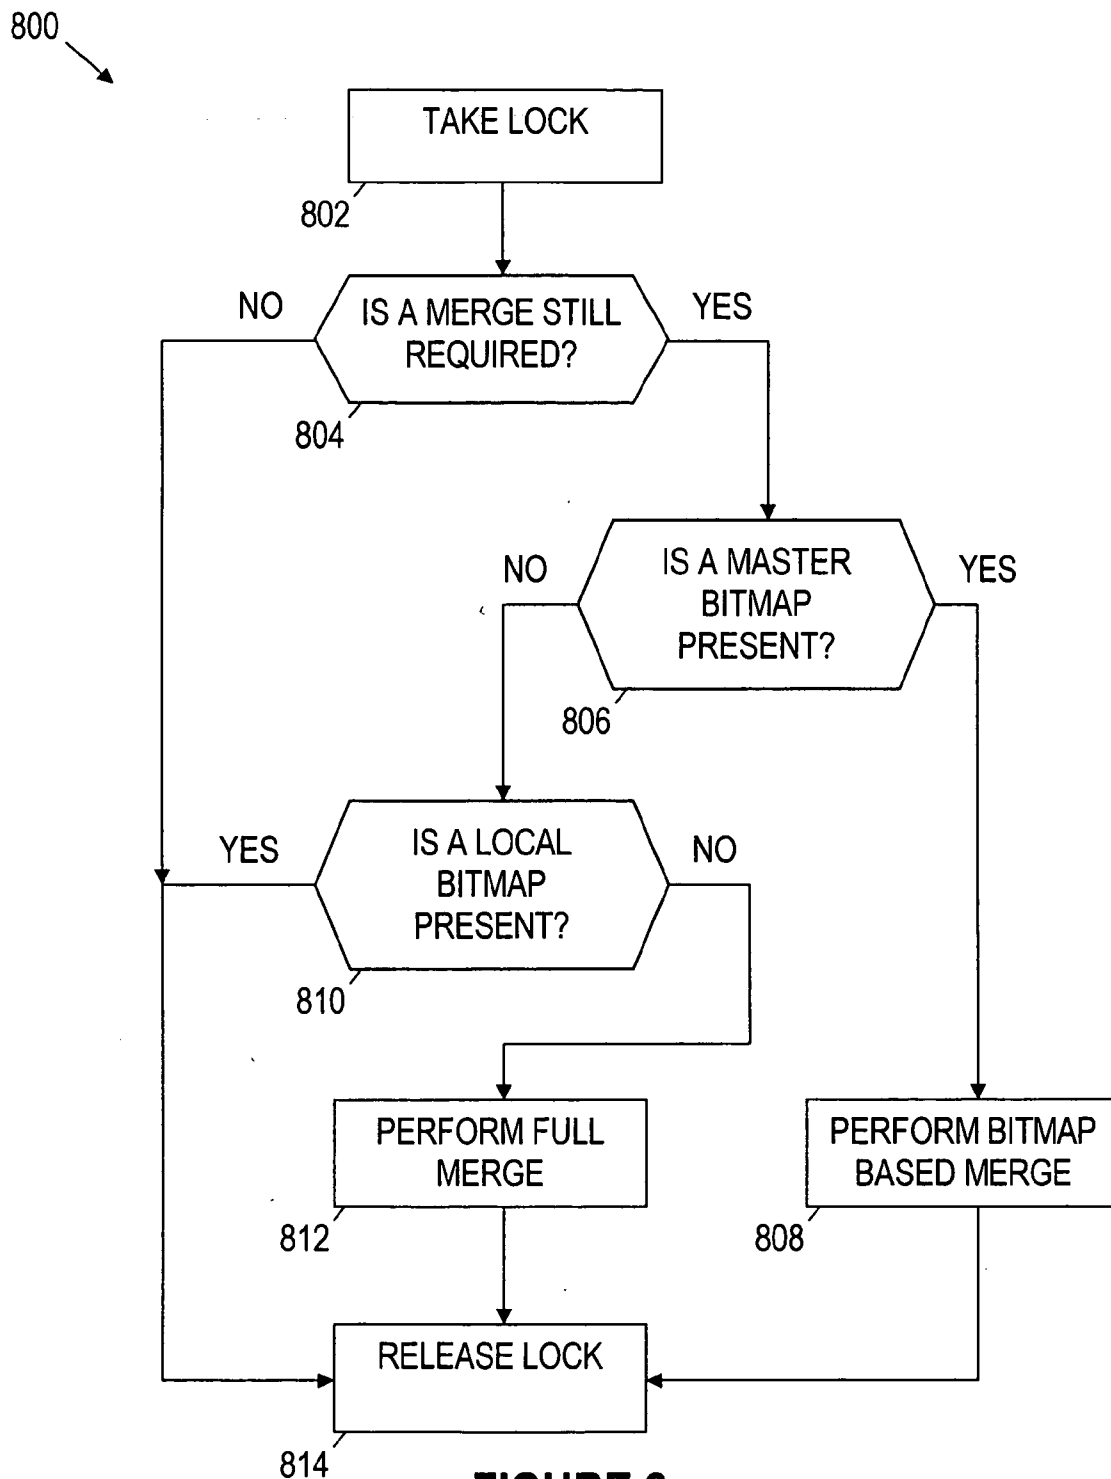 800
TAKE LOCK
802
NO
IS A MERGE STILL
REQUIRED?
YES
804
NO
IS A MASTER
BITMAP
PRESENT?
YES
806
YES
IS A LOCAL
BITMAP
PRESENT?
NO
810
PERFORM FULL
MERGE
812
PERFORM BITMAP
BASED MERGE
808
RELEASE LOCK
814
FIGURE